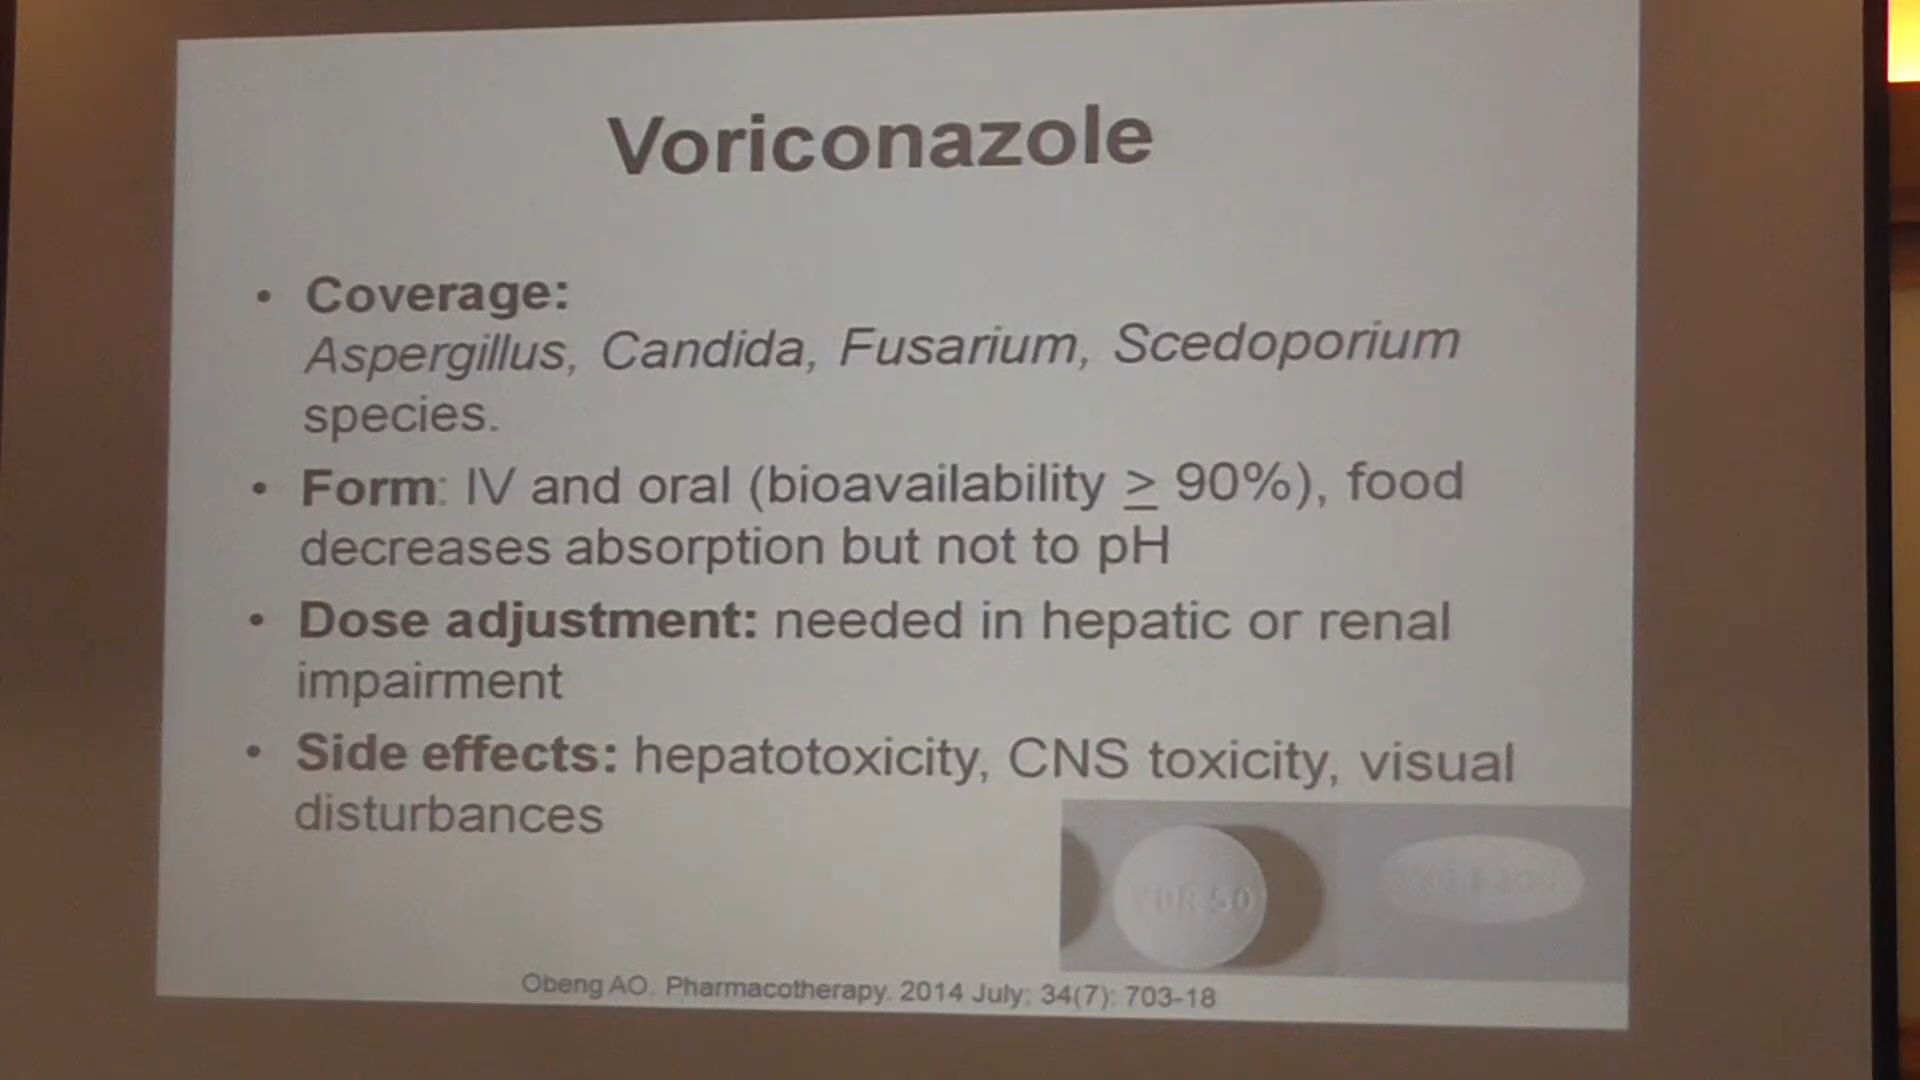 Voriconazole
• Coverage:
Aspergillus, Candida, Fusarium, Scedoporium
species.
• Form: IV and oral (bioavailability ≥ 90%), food
decreases absorption but not to pH
• Dose adjustment: needed in hepatic or renal
impairment
• Side effects: hepatotoxicity, CNS toxicity, visual
disturbances
VOR 50
Obeng AO. Pharmacotherapy. 2014 July; 34(7): 703-18